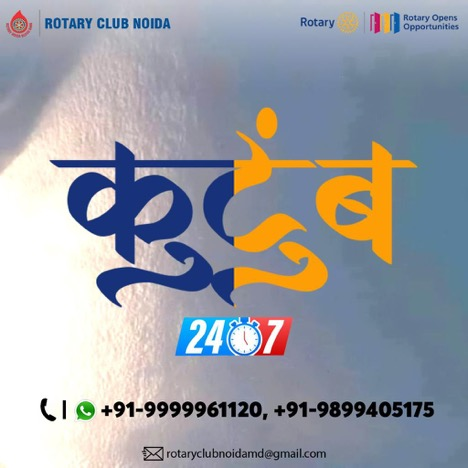 ROTARY CLUB NOIDA
Rotary
Rotary Opens
Opportunities
कुटुंब
24 7
+91-9999961120, +91-9899405175
rotaryclubnoidamd@gmail.com